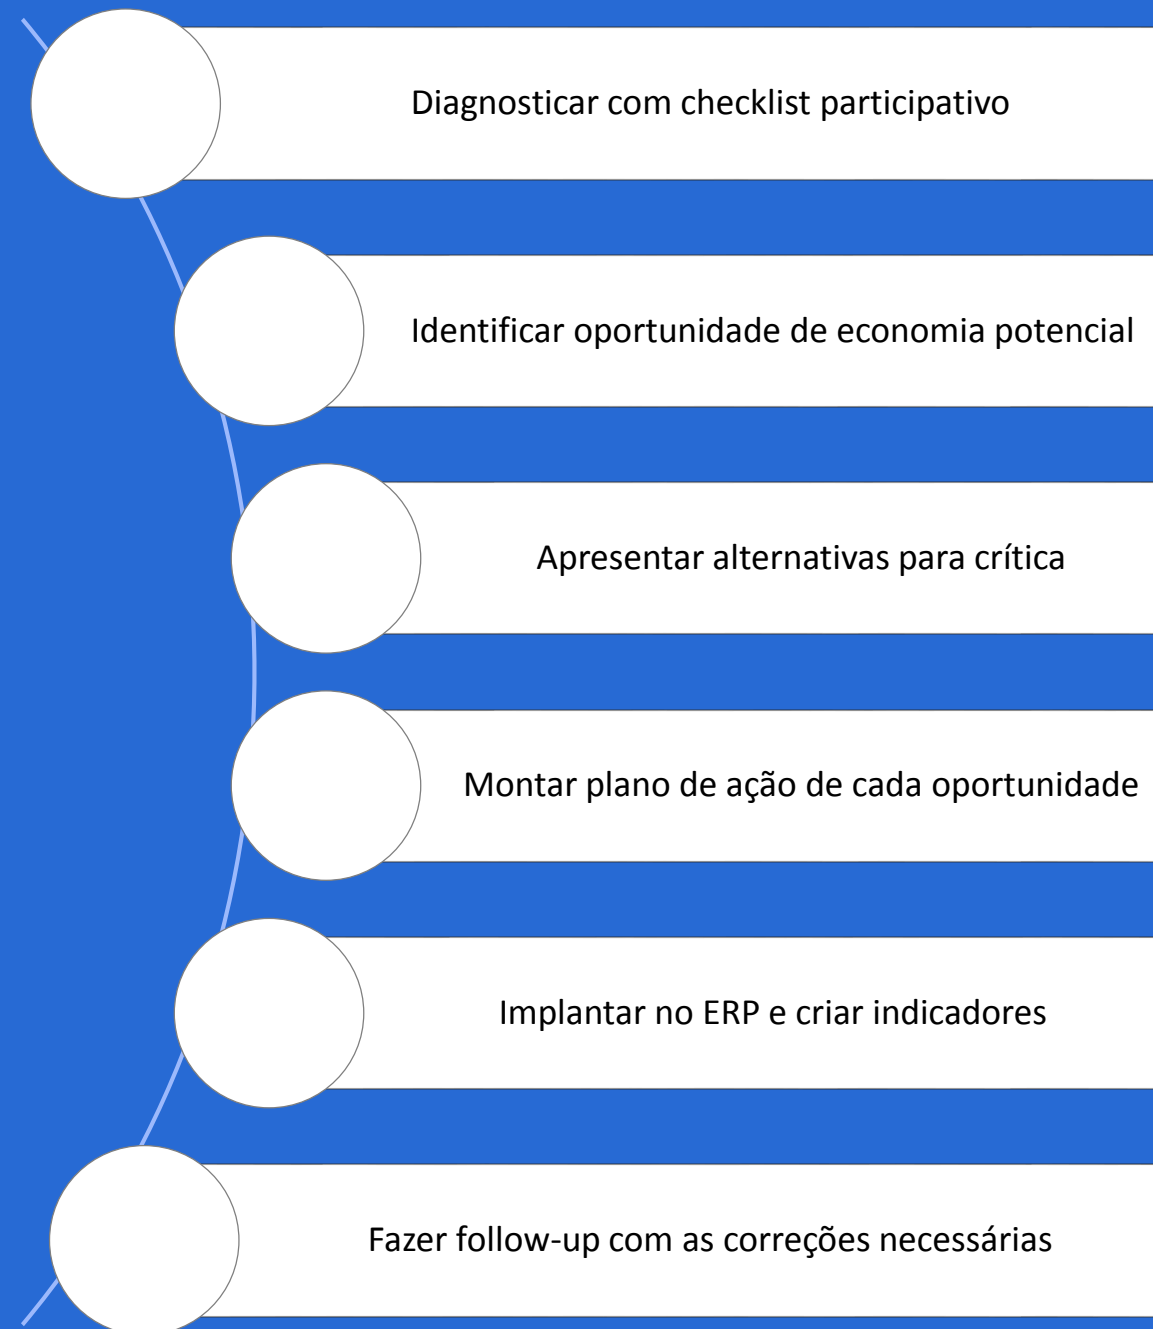 Diagnosticar com checklist participativo
Identificar oportunidade de economia potencial
Apresentar alternativas para crítica
Montar plano de ação de cada oportunidade
Implantar no ERP e criar indicadores
Fazer follow-up com as correções necessárias